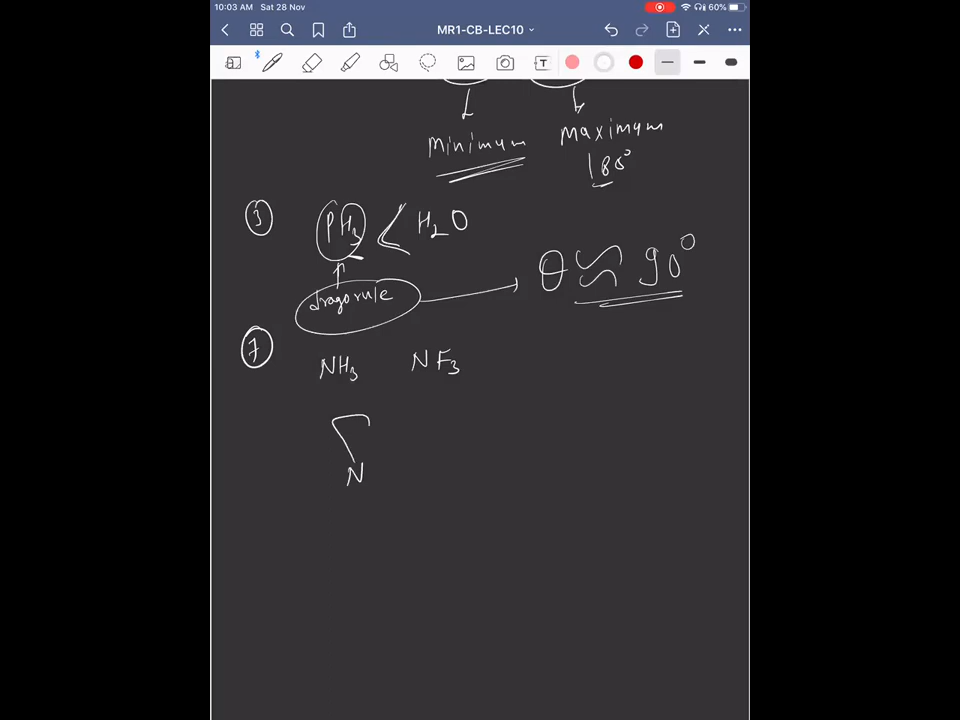 10:03 AM Sat 28 Nov 60%
MR1-CB-LEC10
T
Minimum Maximum
180°
3 PH3 < H2O
θ ≈ 90°
dragorule
7
NH3 NF3
N